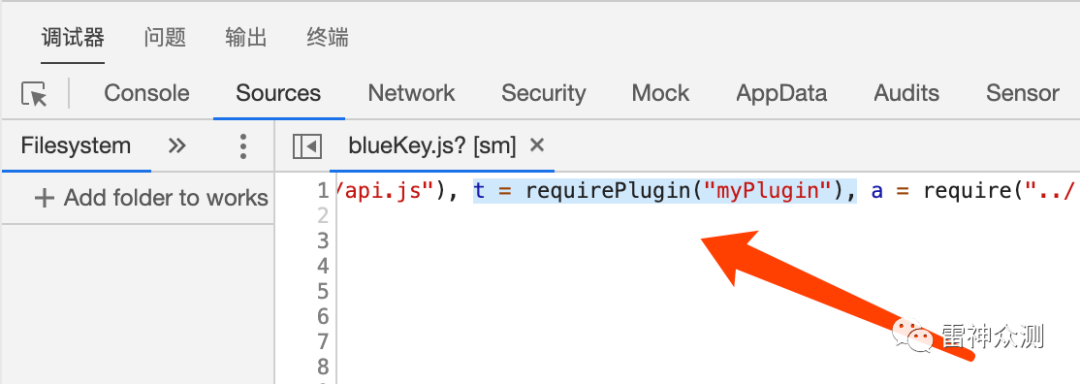 调试器 问题 输出 终端
Console Sources Network Security Mock AppData Audits Sensor
Filesystem » blueKey.js? [sm] ×
+ Add folder to works
1 /api.js"), t = requirePlugin("myPlugin"), a = require("../
2
3
4
5
6
7
8
雷神众测